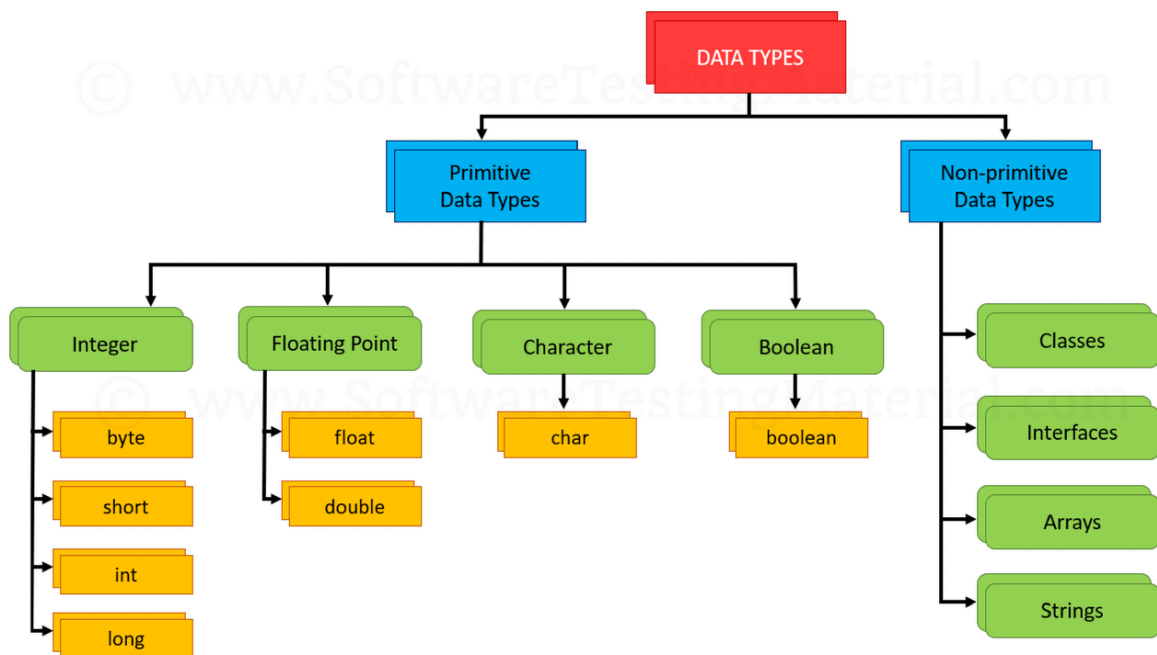 DATA TYPES
© www.SoftwareTestingMaterial.com
Primitive
Data Types
Non-primitive
Data Types
Integer
Floating Point
Character
Boolean
Classes
© www.SoftwareTestingMaterial.com
byte
float
char
boolean
Interfaces
short
double
Arrays
int
long
Strings